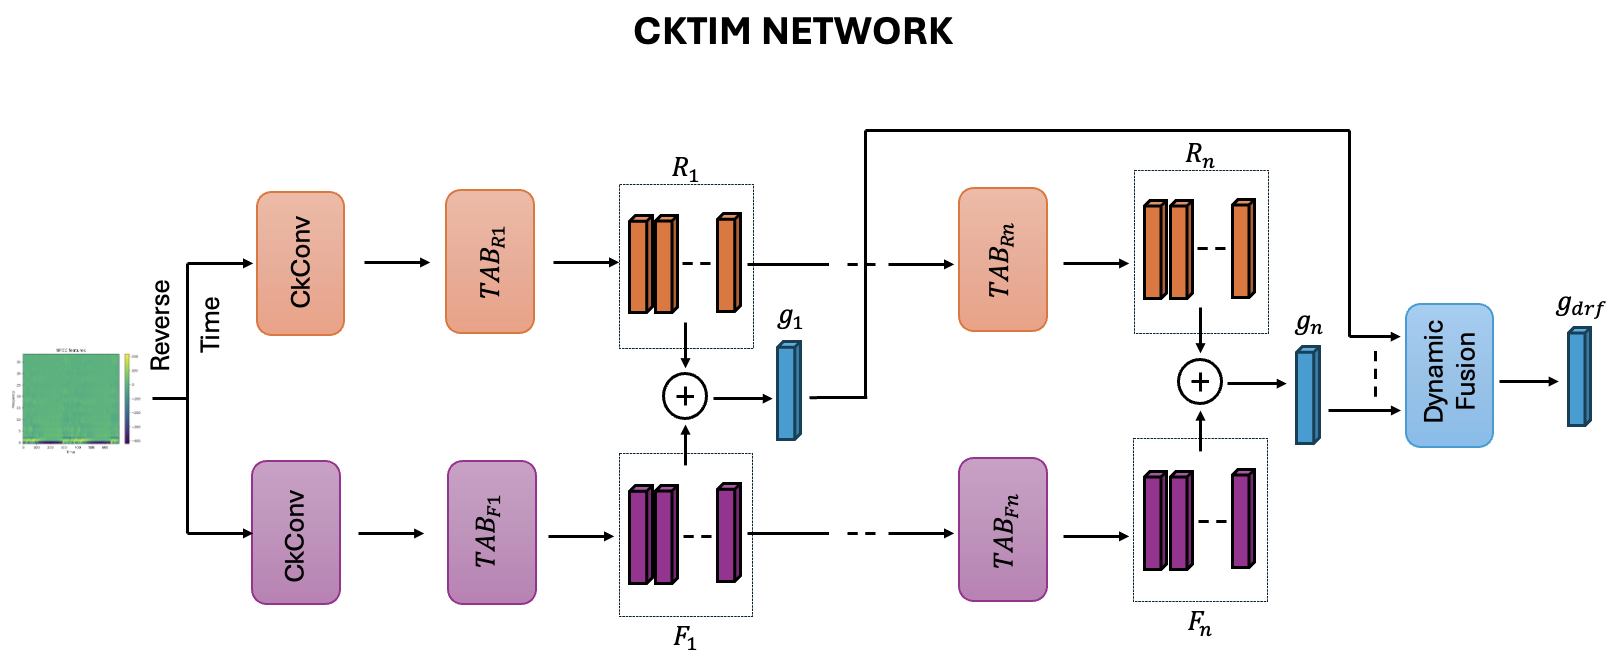 CKTIM NETWORK
Reverse
Time
CkConv
TAB_{R1}
R_1
TAB_{Rn}
R_n
g_1
g_n
Dynamic
Fusion
g_{drf}
CkConv
TAB_{F1}
F_1
TAB_{Fn}
F_n
MFCC features
Time